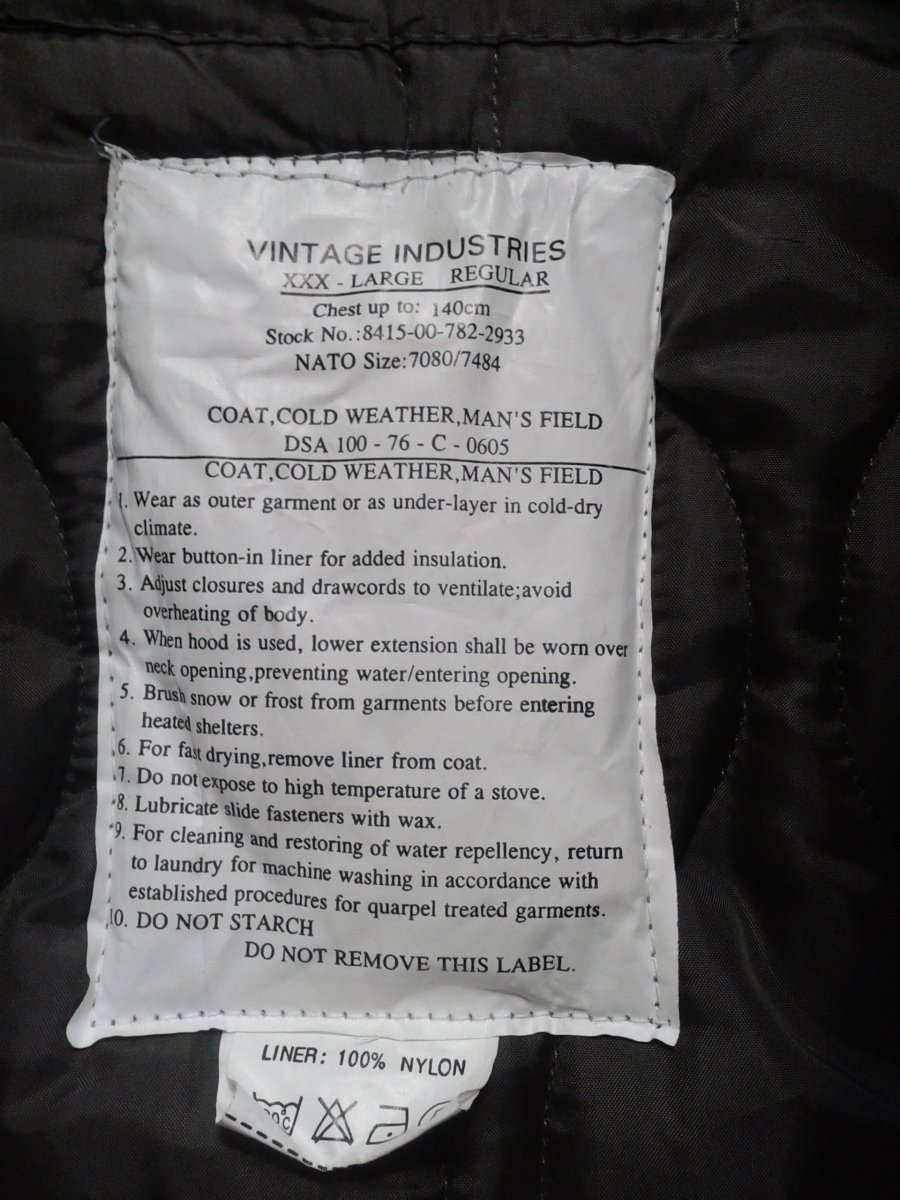 VINTAGE INDUSTRIES
XXX - LARGE REGULAR
Chest up to: 140cm
Stock No.:8415-00-782-2933
NATO Size:7080/7484
COAT,COLD WEATHER,MAN'S FIELD
DSA 100 - 76 - C - 0605
COAT,COLD WEATHER,MAN'S FIELD
1. Wear as outer garment or as under-layer in cold-dry
climate.
2. Wear button-in liner for added insulation.
3. Adjust closures and drawcords to ventilate;avoid
overheating of body.
4. When hood is used, lower extension shall be worn over
neck opening,preventing water/entering opening.
5. Brush snow or frost from garments before entering
heated shelters.
6. For fast drying,remove liner from coat.
7. Do not expose to high temperature of a stove.
8. Lubricate slide fasteners with wax.
9. For cleaning and restoring of water repellency, return
to laundry for machine washing in accordance with
established procedures for quarpel treated garments.
10. DO NOT STARCH
DO NOT REMOVE THIS LABEL.
LINER: 100% NYLON